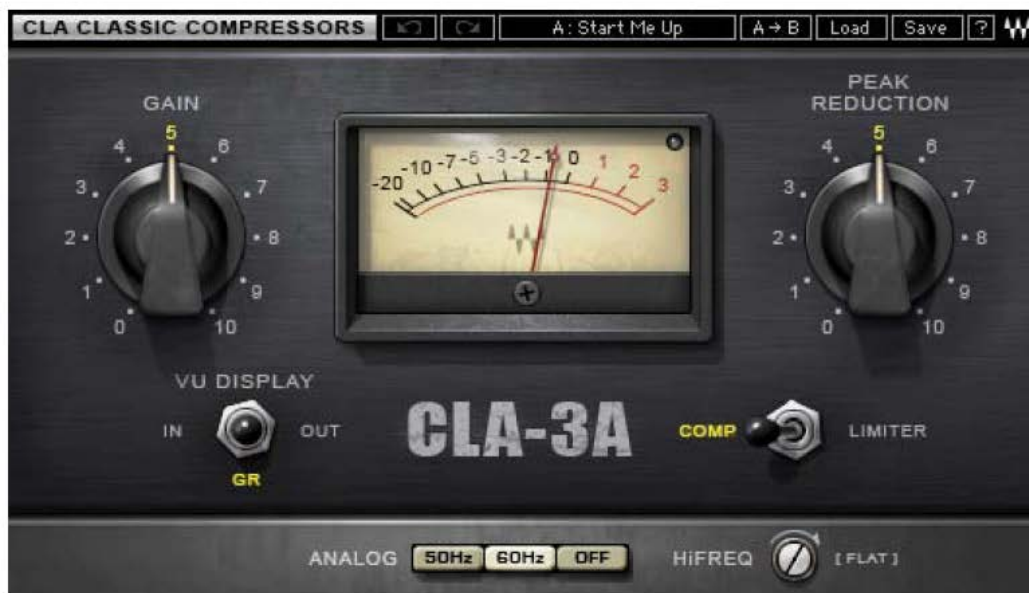 CLA CLASSIC COMPRESSORS A: Start Me Up A→B Load Save ?
GAIN
0 1 2 3 4 5 6 7 8 9 10
-20 -10 -7 -5 -3 -2 -1 0 1 2 3
PEAK
REDUCTION
0 1 2 3 4 5 6 7 8 9 10
VU DISPLAY
IN OUT
GR
CLA-3A
COMP LIMITER
ANALOG 50Hz 60Hz OFF HiFREQ [FLAT]